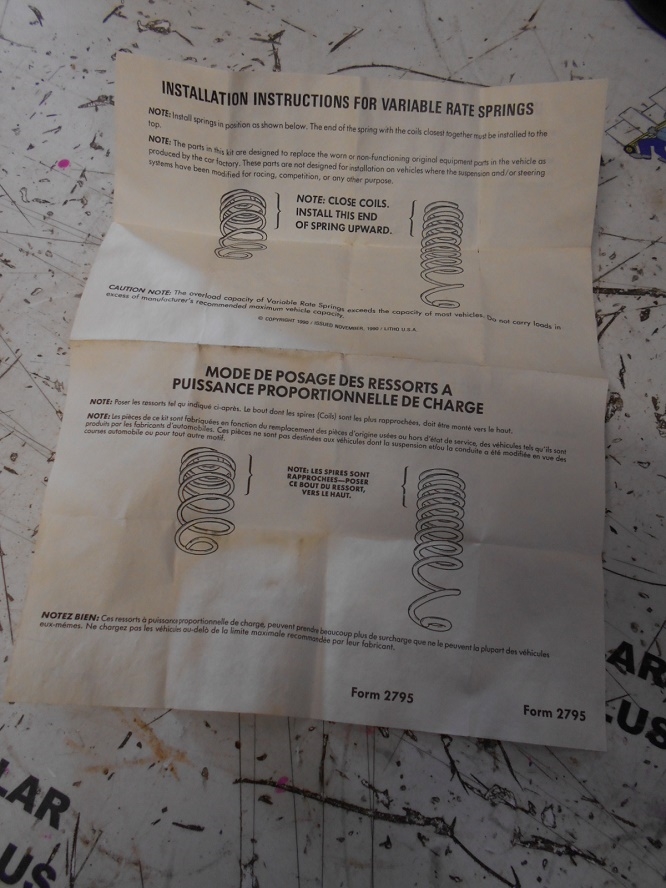 INSTALLATION INSTRUCTIONS FOR VARIABLE RATE SPRINGS
NOTE: Install springs in position as shown below. The end of the spring with the coils closest together must be installed to the
top.
NOTE: The parts in this kit are designed to replace the worn or non-functioning original equipment parts in the vehicle as
produced by the car factory. These parts are not designed for installation on vehicles where the suspension and/or steering
systems have been modified for racing, competition, or any other purpose.
NOTE: CLOSE COILS.
INSTALL THIS END
OF SPRING UPWARD.
CAUTION NOTE: The overload capacity of Variable Rate Springs exceeds the capacity of most vehicles. Do not carry loads in
excess of manufacturer's recommended maximum vehicle capacity.
© COPYRIGHT 1990 / ISSUED NOVEMBER, 1990 / LITHO U.S.A.
MODE DE POSAGE DES RESSORTS A
PUISSANCE PROPORTIONNELLE DE CHARGE
NOTE: Poser les ressorts tel qu indiqué ci-après. Le bout dont les spires (Coils) sont les plus rapprochées, doit être monté vers le haut.
NOTE: Les pièces de ce kit sont fabriquées en fonction du remplacement des pièces d'origine usées ou hors d'état de service, des véhicules tels qu'ils sont
produits par les fabricants d'automobiles. Ces pièces ne sont pas destinées aux véhicules dont la suspension et/ou la conduite a été modifiée en vue des
courses automobile ou pour tout autre motif.
NOTE: LES SPIRES SONT
RAPPROCHEES—POSER
CE BOUT DU RESSORT,
VERS LE HAUT.
NOTEZ BIEN: Ces ressorts à puissance proportionnelle de charge, peuvent prendre beaucoup plus de surcharge que ne le peuvent la plupart des véhicules
eux-mêmes. Ne chargez pas les véhicules au-delà de la limite maximale recommandée par leur fabricant.
Form 2795
Form 2795
AR
LUS
LAR
US